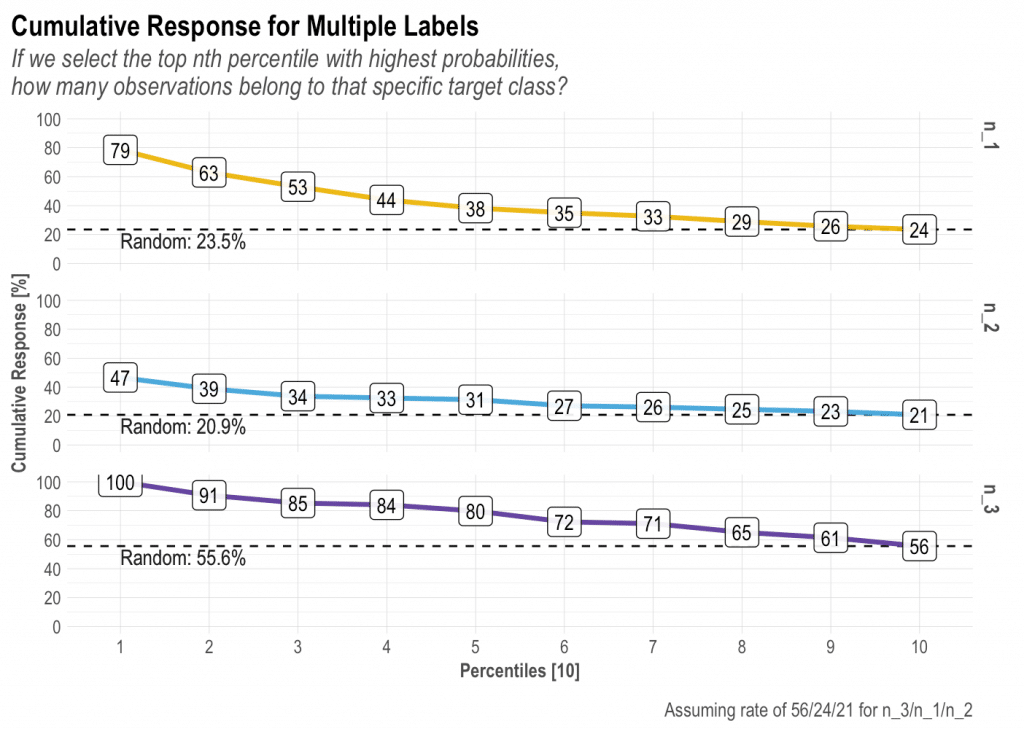 Cumulative Response for Multiple Labels
If we select the top nth percentile with highest probabilities,
how many observations belong to that specific target class?
Cumulative Response [%]
n_1
100
80
60
40
20
0
79 63 53 44 38 35 33 29 26 24
Random: 23.5%
n_2
100
80
60
40
20
0
47 39 34 33 31 27 26 25 23 21
Random: 20.9%
n_3
100
80
60
40
20
0
100 91 85 84 80 72 71 65 61 56
Random: 55.6%
1 2 3 4 5 6 7 8 9 10
Percentiles [10]
Assuming rate of 56/24/21 for n_3/n_1/n_2